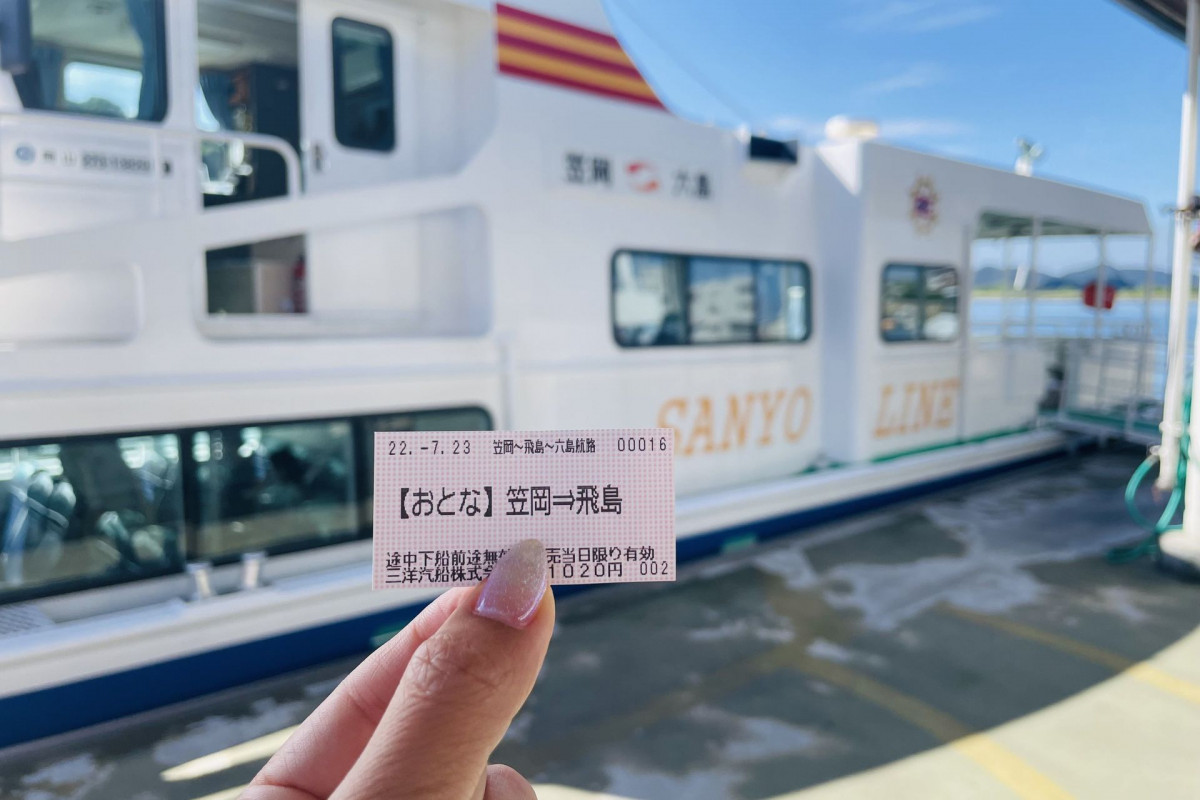 笠岡 六島
SANYO LINE
22.-7.23 笠岡~飛島~六島航路 00016
【おとな】笠岡⇒飛島
途中下船前途無 売当日限り有効
三洋汽船株式 1020円 002